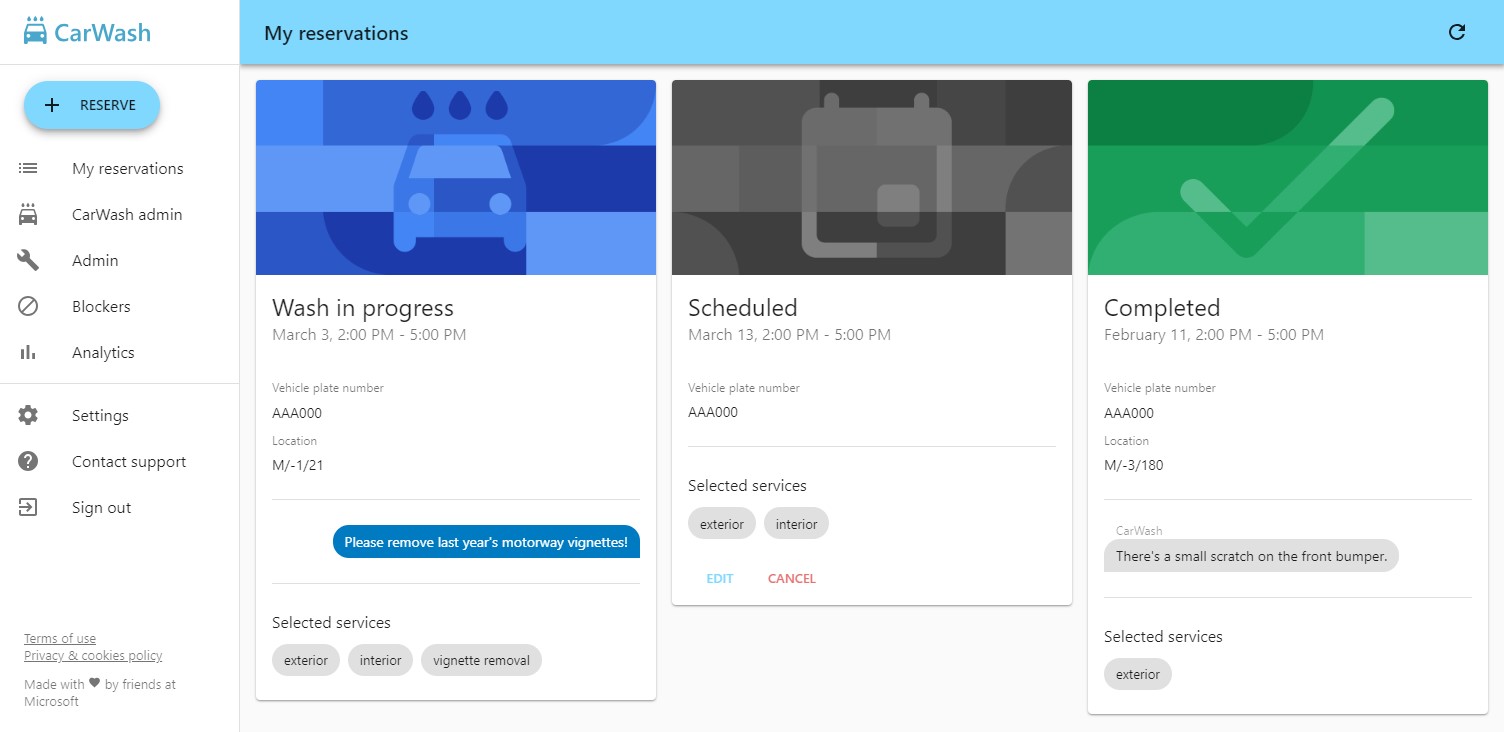 CarWash
RESERVE
My reservations
CarWash admin
Admin
Blockers
Analytics
Settings
Contact support
Sign out
Terms of use
Privacy & cookies policy
Made with ♥ by friends at
Microsoft
My reservations
Wash in progress
March 3, 2:00 PM - 5:00 PM
Vehicle plate number
AAA000
Location
M/-1/21
Please remove last year's motorway vignettes!
Selected services
exterior interior vignette removal
Scheduled
March 13, 2:00 PM - 5:00 PM
Vehicle plate number
AAA000
Selected services
exterior interior
EDIT CANCEL
Completed
February 11, 2:00 PM - 5:00 PM
Vehicle plate number
AAA000
Location
M/-3/180
CarWash
There's a small scratch on the front bumper.
Selected services
exterior